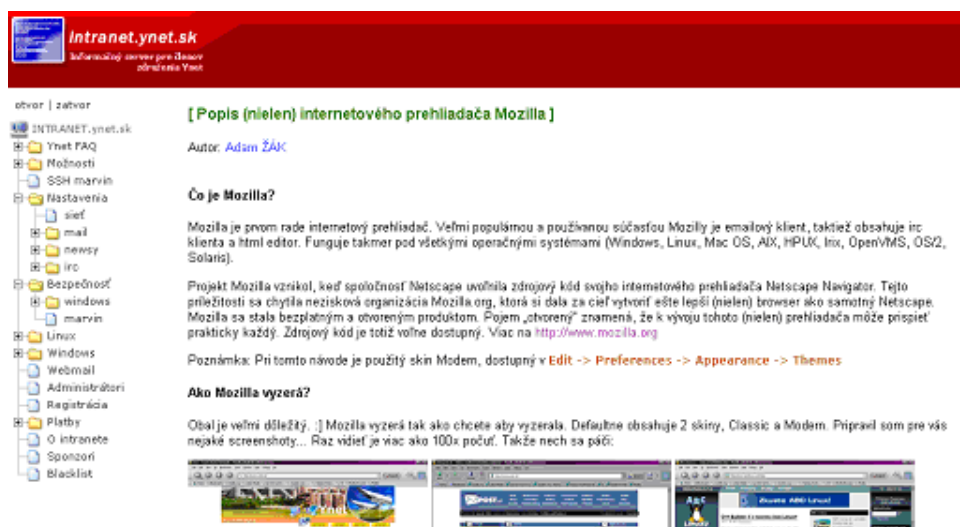 Intranet.ynet.sk
Informačný server pre členov
združenia Ynet
otvor | zatvor
INTRANET.ynet.sk
Ynet FAQ
Možnosti
SSH marvin
Nastavenia
sieť
mail
newsy
irc
Bezpečnosť
windows
marvin
Linux
Windows
Webmail
Administrátori
Registrácia
Platby
O intranete
Sponzori
Blacklist
[ Popis (nielen) internetového prehliadača Mozilla ]
Autor: Adam ŽÁK
Čo je Mozilla?
Mozilla je prvom rade internetový prehliadač. Veľmi populárnou a používanou súčasťou Mozilly je emailový klient, taktiež obsahuje irc
klienta a html editor. Funguje takmer pod všetkými operačnými systémami (Windows, Linux, Mac OS, AIX, HPUX, Irix, OpenVMS, OS/2,
Solaris).
Projekt Mozilla vznikol, keď spoločnosť Netscape uvoľnila zdrojový kód svojho internetového prehliadača Netscape Navigator. Tejto
príležitosti sa chytila nezisková organizácia Mozilla.org, ktorá si dala za cieľ vytvoriť ešte lepší (nielen) browser ako samotný Netscape.
Mozilla sa stala bezplatným a otvoreným produktom. Pojem „otvorený" znamená, že k vývoju tohoto (nielen) prehliadača môže prispieť
prakticky každý. Zdrojový kód je totiž voľne dostupný. Viac na http://www.mozilla.org
Poznámka: Pri tomto návode je použitý skin Modern, dostupný v Edit -> Preferences -> Appearance -> Themes
Ako Mozilla vyzerá?
Obal je veľmi dôležitý. :] Mozilla vyzerá tak ako chcete aby vyzerala. Defaultne obsahuje 2 skiny, Classic a Modern. Pripravil som pre vás
nejaké screenshoty... Raz vidieť je viac ako 100x počuť. Takže nech sa páči: